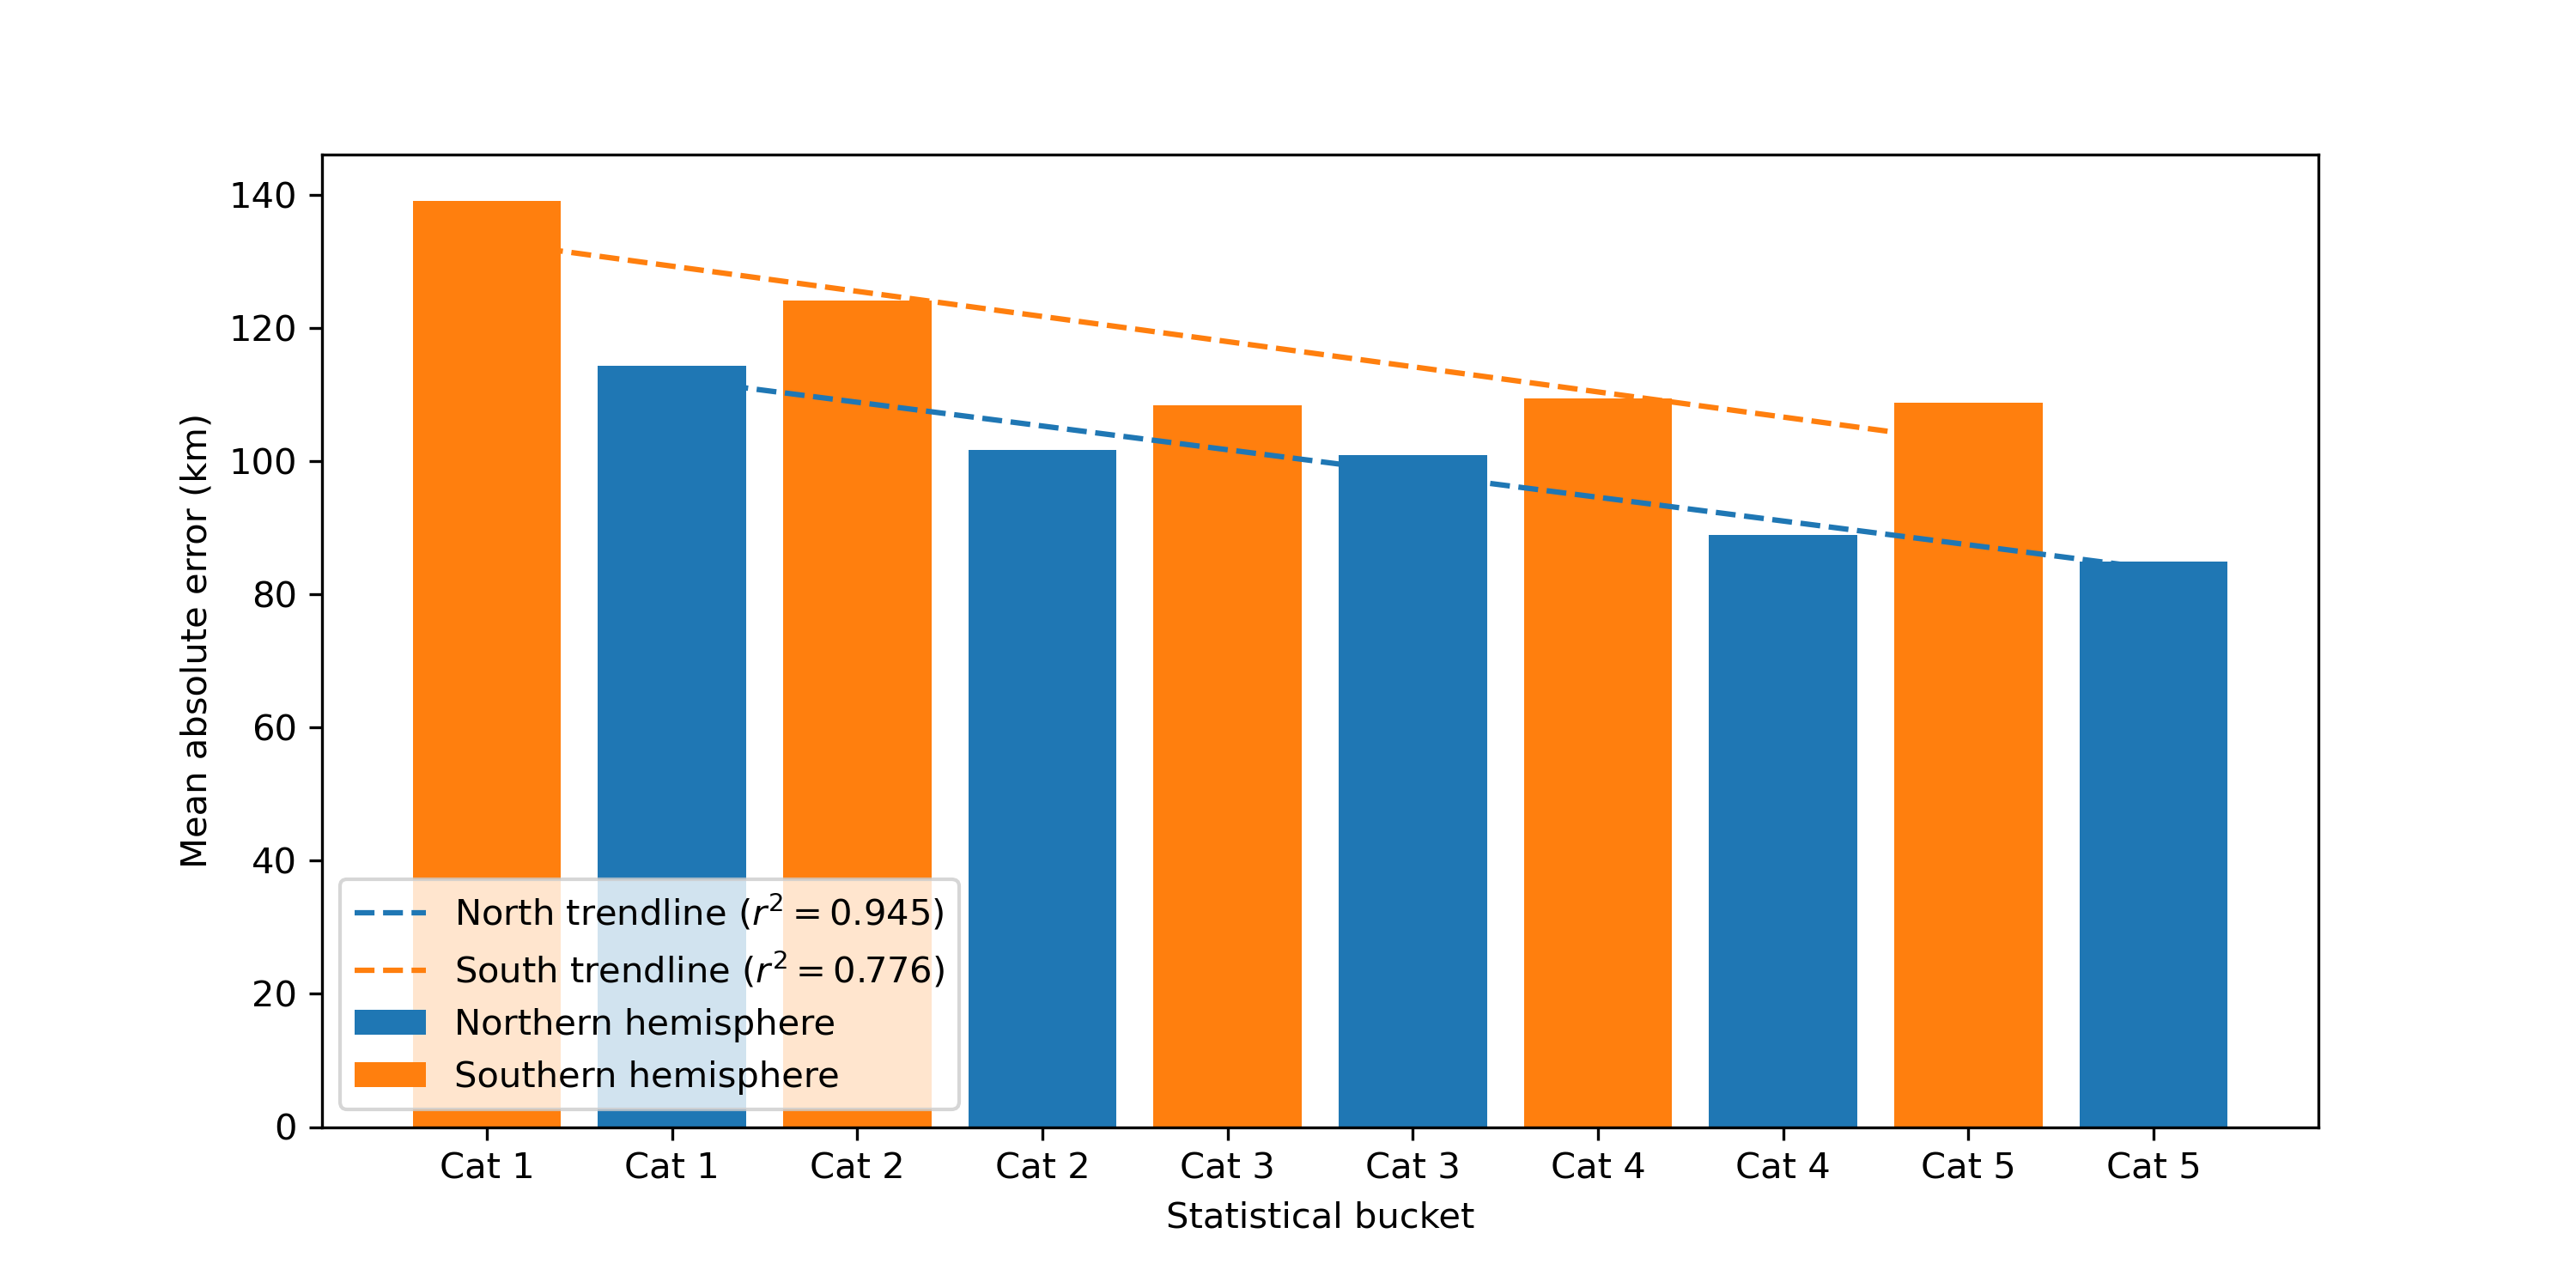 140
120
100
80
60
40
20
0
Mean absolute error (km)
North trendline (r² = 0.945)
South trendline (r² = 0.776)
Northern hemisphere
Southern hemisphere
Cat 1 Cat 1 Cat 2 Cat 2 Cat 3 Cat 3 Cat 4 Cat 4 Cat 5 Cat 5
Statistical bucket